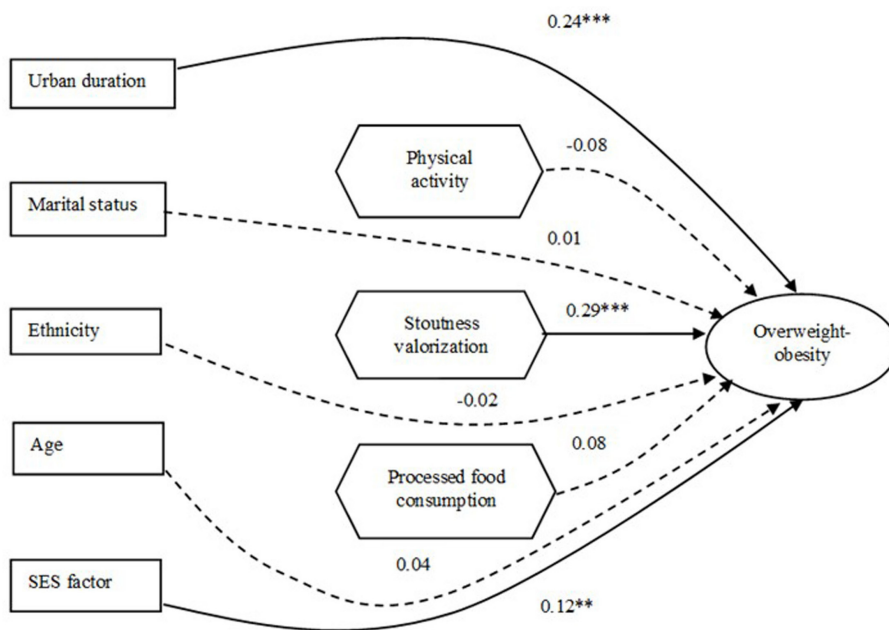 0.24***
Urban duration
Physical
activity
-0.08
Marital status
0.01
Ethnicity
Stoutness
valorization
0.29***
Overweight-
obesity
-0.02
Age
0.08
Processed food
consumption
0.04
SES factor
0.12**